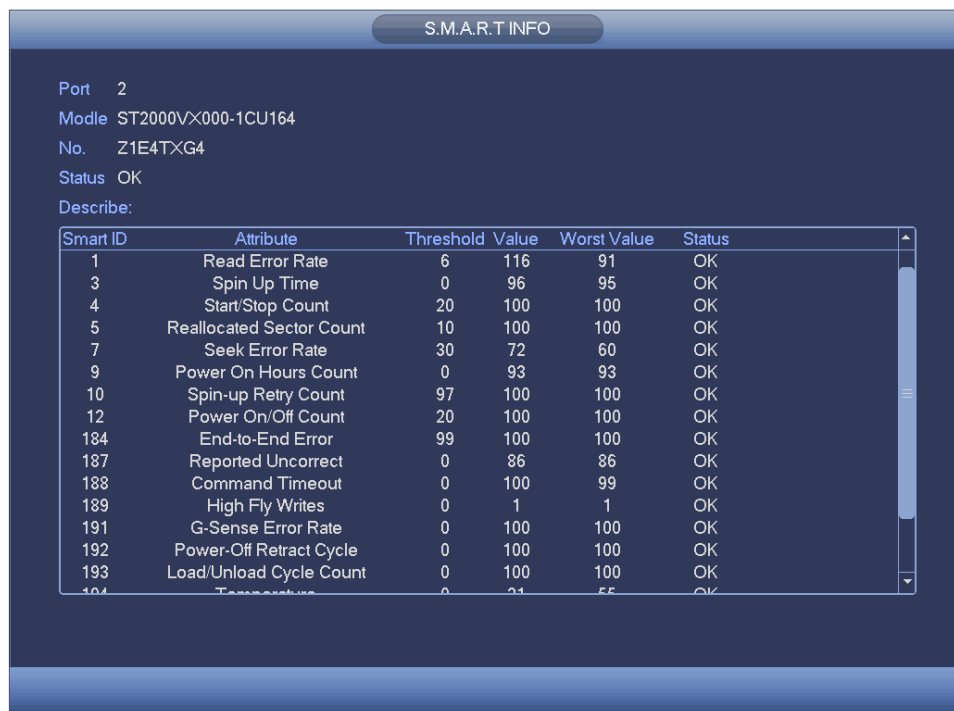 S.M.A.R.T INFO
Port 2
Modle ST2000VX000-1CU164
No. Z1E4TXG4
Status OK
Describe:
Smart ID Attribute Threshold Value Worst Value Status
1 Read Error Rate 6 116 91 OK
3 Spin Up Time 0 96 95 OK
4 Start/Stop Count 20 100 100 OK
5 Reallocated Sector Count 10 100 100 OK
7 Seek Error Rate 30 72 60 OK
9 Power On Hours Count 0 93 93 OK
10 Spin-up Retry Count 97 100 100 OK
12 Power On/Off Count 20 100 100 OK
184 End-to-End Error 99 100 100 OK
187 Reported Uncorrect 0 86 86 OK
188 Command Timeout 0 100 99 OK
189 High Fly Writes 0 1 1 OK
191 G-Sense Error Rate 0 100 100 OK
192 Power-Off Retract Cycle 0 100 100 OK
193 Load/Unload Cycle Count 0 100 100 OK
194 Temperature OK